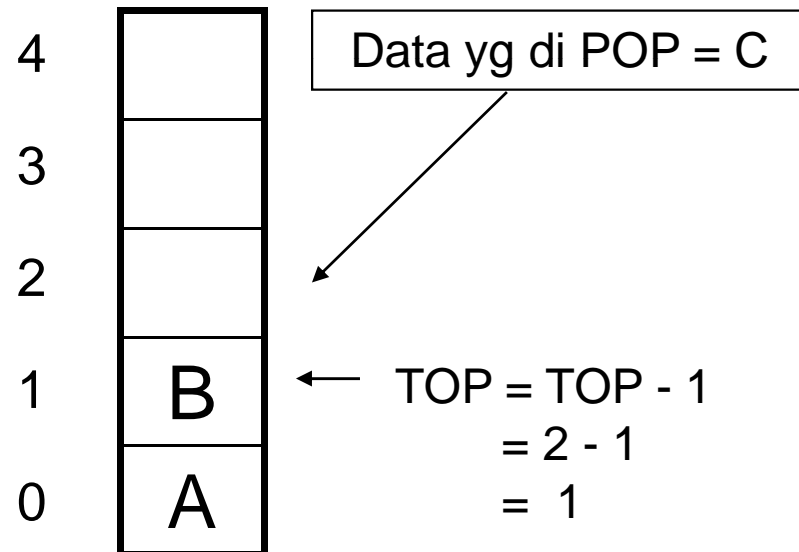 4
Data yg di POP = C
3
2
1
B
TOP = TOP - 1
= 2 - 1
0
A
= 1